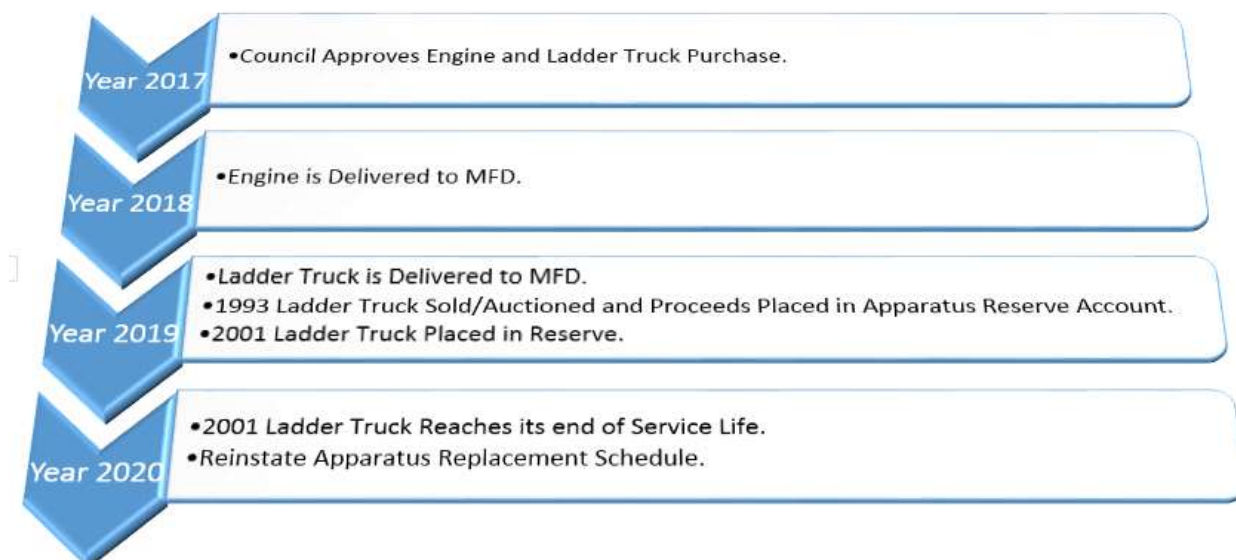 Year 2017
•Council Approves Engine and Ladder Truck Purchase.
Year 2018
•Engine is Delivered to MFD.
Year 2019
•Ladder Truck is Delivered to MFD.
•1993 Ladder Truck Sold/Auctioned and Proceeds Placed in Apparatus Reserve Account.
•2001 Ladder Truck Placed in Reserve.
Year 2020
•2001 Ladder Truck Reaches its end of Service Life.
•Reinstate Apparatus Replacement Schedule.